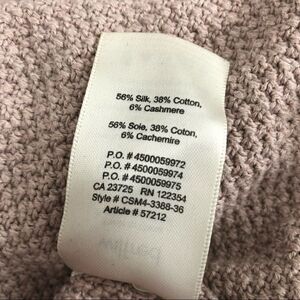 56% Silk, 38% Cotton,
6% Cashmere
56% Soie, 38% Coton,
6% Cachemire
P.O. # 4500059972
P.O. # 4500059974
P.O. # 4500059975
CA 23725 RN 122354
Style # CSM4-3388-36
Article # 57212